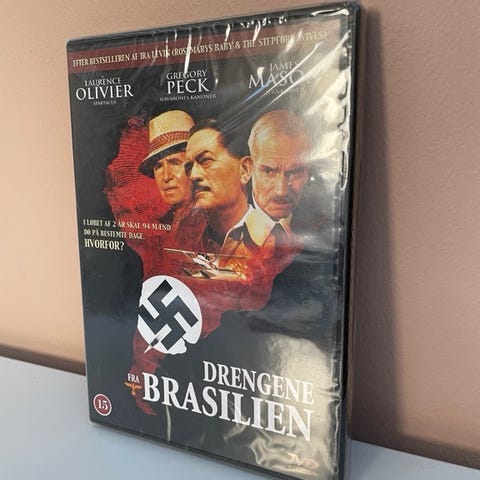 EFTER BESTSELLEREN AF IRA LEVIN (ROSEMARYS BABY & THE STEPFORD WIVES)
LAURENCE
OLIVIER
SPARTACUS
GREGORY
PECK
NAVARONES KANONER
JAMES
MASON
I LØBET AF 2 ÅR SKAL 94 MÆND
DØ PÅ BESTEMTE DAGE.
HVORFOR?
DRENGENE
FRA
BRASILIEN
15
DVD